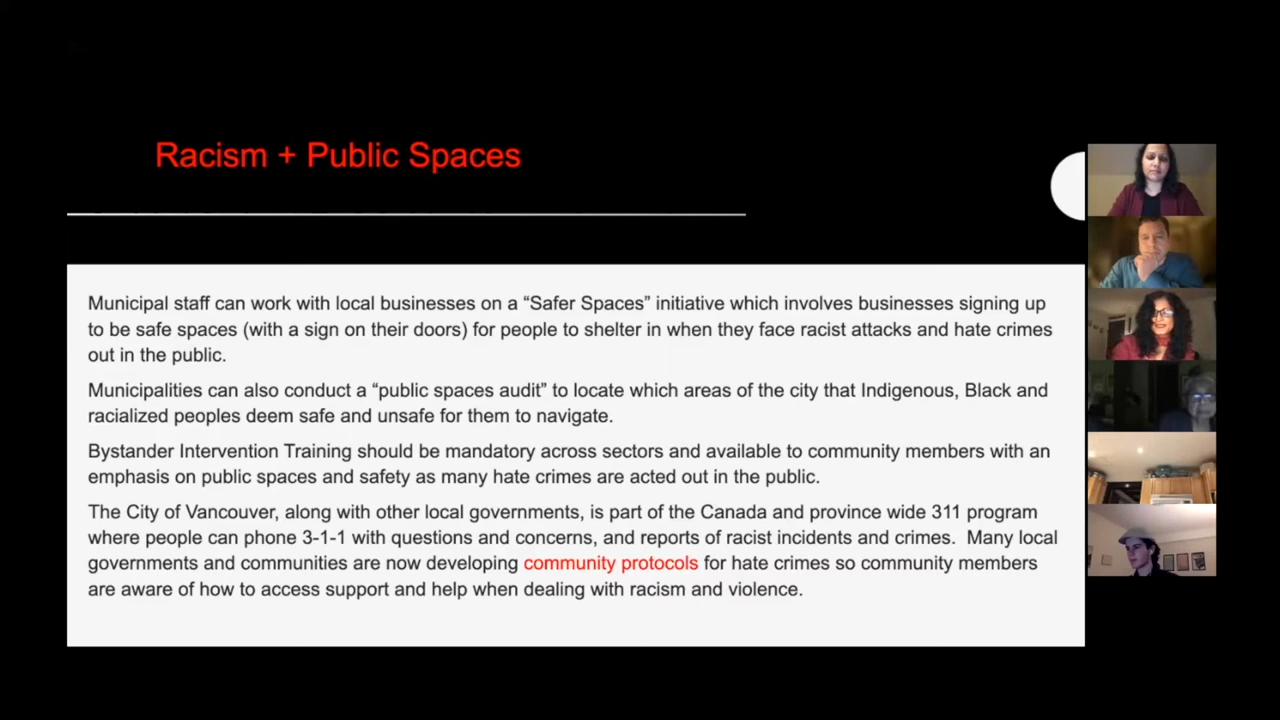 Racism + Public Spaces
Municipal staff can work with local businesses on a “Safer Spaces” initiative which involves businesses signing up
to be safe spaces (with a sign on their doors) for people to shelter in when they face racist attacks and hate crimes
out in the public.
Municipalities can also conduct a “public spaces audit” to locate which areas of the city that Indigenous, Black and
racialized peoples deem safe and unsafe for them to navigate.
Bystander Intervention Training should be mandatory across sectors and available to community members with an
emphasis on public spaces and safety as many hate crimes are acted out in the public.
The City of Vancouver, along with other local governments, is part of the Canada and province wide 311 program
where people can phone 3-1-1 with questions and concerns, and reports of racist incidents and crimes.  Many local
governments and communities are now developing community protocols for hate crimes so community members
are aware of how to access support and help when dealing with racism and violence.